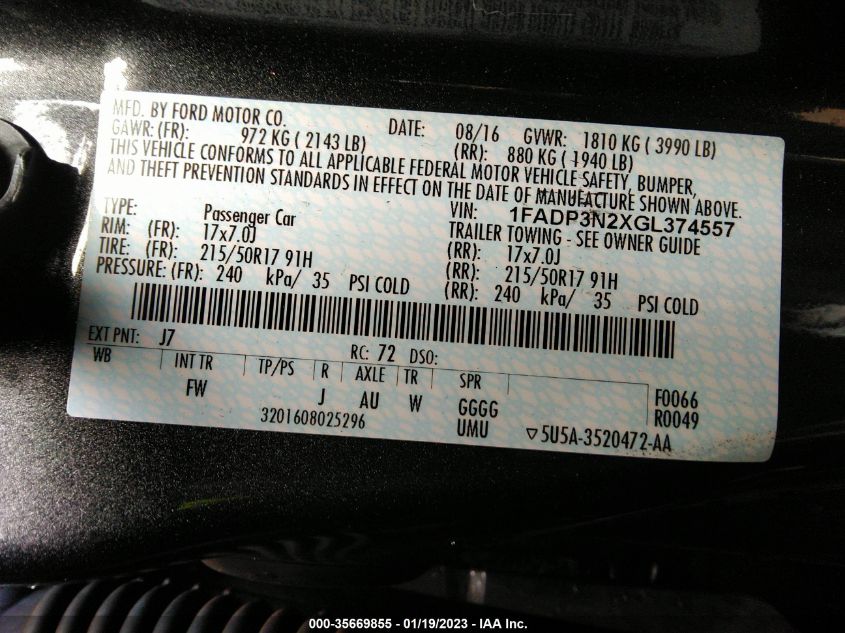 MFD. BY FORD MOTOR CO.
DATE: 08/16 GVWR: 1810 KG ( 3990 LB)
GAWR: (FR): 972 KG ( 2143 LB) (RR): 880 KG ( 1940 LB)
THIS VEHICLE CONFORMS TO ALL APPLICABLE FEDERAL MOTOR VEHICLE SAFETY, BUMPER,
AND THEFT PREVENTION STANDARDS IN EFFECT ON THE DATE OF MANUFACTURE SHOWN ABOVE.
VIN: 1FADP3N2XGL374557
TYPE: Passenger Car TRAILER TOWING - SEE OWNER GUIDE
RIM: (FR): 17x7.0J (RR): 17x7.0J
TIRE: (FR): 215/50R17 91H (RR): 215/50R17 91H
PRESSURE: (FR): 240 kPa/ 35 PSI COLD (RR): 240 kPa/ 35 PSI COLD
EXT PNT: J7 RC: 72 DSO:
WB INT TR TP/PS R AXLE TR SPR
FW J AU W GGGG F0066
3201608025296 UMU R0049
▽5U5A-3520472-AA
000-35669855 - 01/19/2023 - IAA Inc.